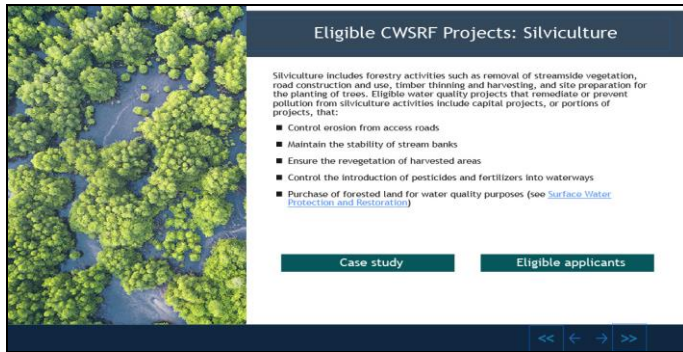 Eligible CWSRF Projects: Silviculture
Silviculture includes forestry activities such as removal of streamside vegetation,
road construction and use, timber thinning and harvesting, and site preparation for
the planting of trees. Eligible water quality projects that remediate or prevent
pollution from silviculture activities include capital projects, or portions of
projects, that:
■ Control erosion from access roads
■ Maintain the stability of stream banks
■ Ensure the revegetation of harvested areas
■ Control the introduction of pesticides and fertilizers into waterways
■ Purchase of forested land for water quality purposes (see Surface Water
Protection and Restoration)
Case study Eligible applicants
<< ← → >>